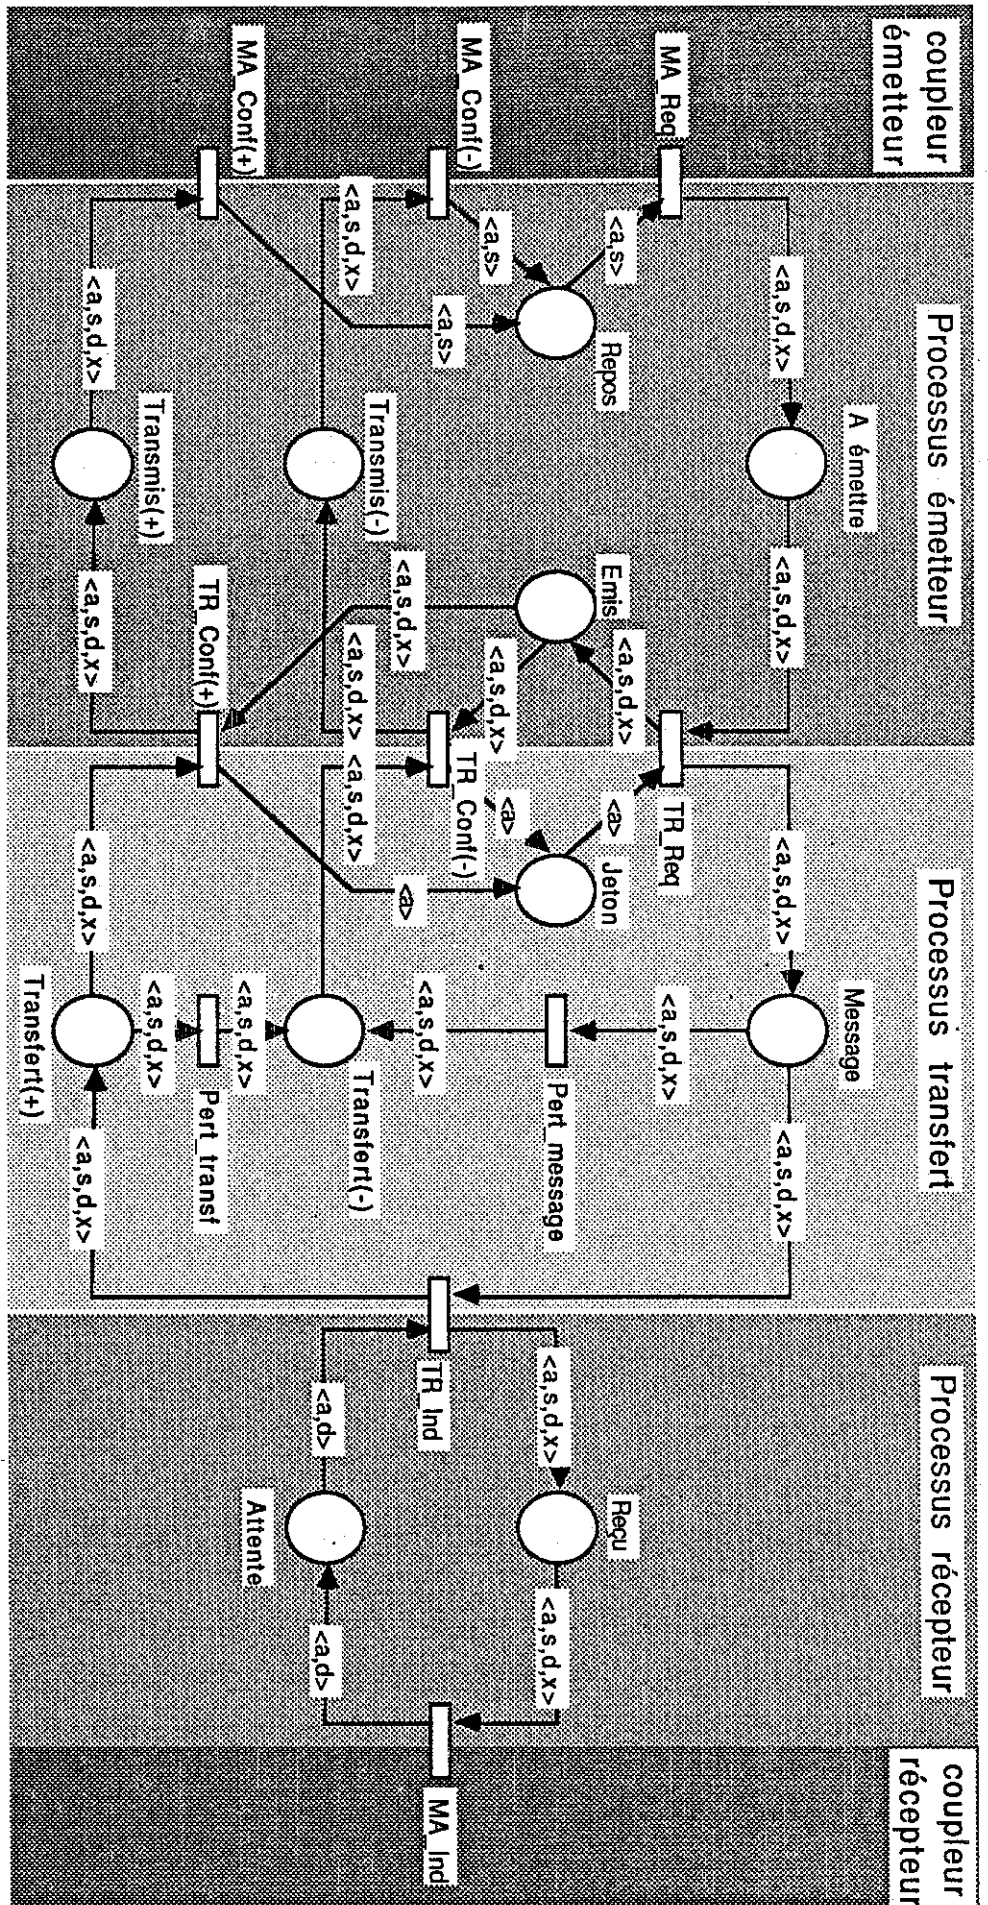 coupleur
émetteur
Processus émetteur
Processus transfert
Processus récepteur
coupleur
récepteur
A émettre
Message
<a,s,d,x>
<a,s,d,x>
<a,s,d,x>
<a,s,d,x>
MA_Req
TR_Req
<a,s,d,x>
<a,s>
Repos
Emis
<a,s,d,x>
<a>
Jeton
Reçu
Pert_message
<a,s,d,x>
<a,s,d,x>
<a,s>
<a,s,d,x>
<a>
MA_Conf(-)
<a,s>
TR_Conf(-)
<a,s,d,x>
TR_Ind
MA_Ind
<a,s,d,x>
<a>
<a,s,d,x>
Transmis(-)
<a,s,d,x>
<a,s,d,x>
Transfert(-)
<a,d>
<a,d>
MA_Conf(+)
<a,s,d,x>
Attente
TR_Conf(+)
Pert_transf
Transmis(+)
<a,s,d,x>
<a,s,d,x>
<a,s,d,x>
<a,s,d,x>
<a,s,d,x>
Transfert(+)